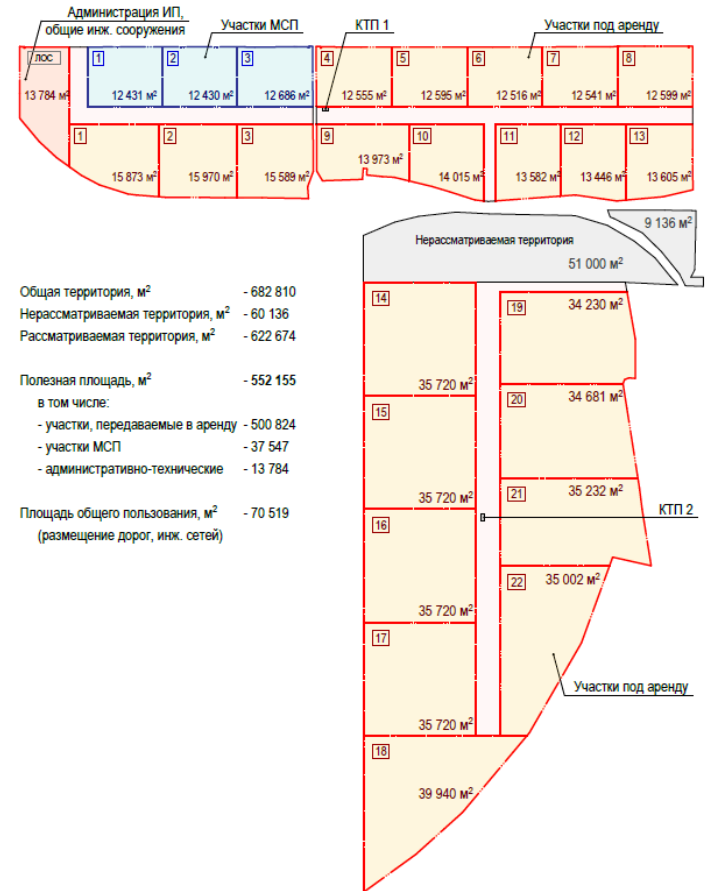 Администрация ИП,
общие инж. сооружения
Участки МСП
КТП 1
Участки под аренду
ЛОС
13 784 м²
1
12 431 м²
2
12 430 м²
3
12 686 м²
4
12 555 м²
5
12 595 м²
6
12 516 м²
7
12 541 м²
8
12 599 м²
1
15 873 м²
2
15 970 м²
3
15 589 м²
9
13 973 м²
10
14 015 м²
11
13 582 м²
12
13 446 м²
13
13 605 м²
9 136 м²
Нерассматриваемая территория
51 000 м²
Общая территория, м² - 682 810
Нерассматриваемая территория, м² - 60 136
Рассматриваемая территория, м² - 622 674
Полезная площадь, м² - 552 155
в том числе:
- участки, передаваемые в аренду - 500 824
- участки МСП - 37 547
- административно-технические - 13 784
Площадь общего пользования, м² - 70 519
(размещение дорог, инж. сетей)
14
35 720 м²
15
35 720 м²
16
35 720 м²
17
35 720 м²
18
39 940 м²
19
34 230 м²
20
34 681 м²
21
35 232 м²
КТП 2
22
35 002 м²
Участки под аренду